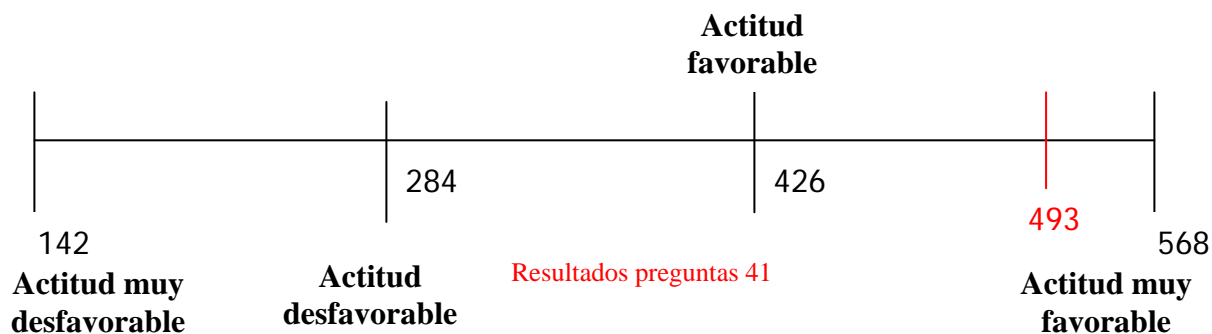 Actitud
favorable
284
426
493
142
568
Actitud muy
desfavorable
Actitud
desfavorable
Resultados preguntas 41
Actitud muy
favorable